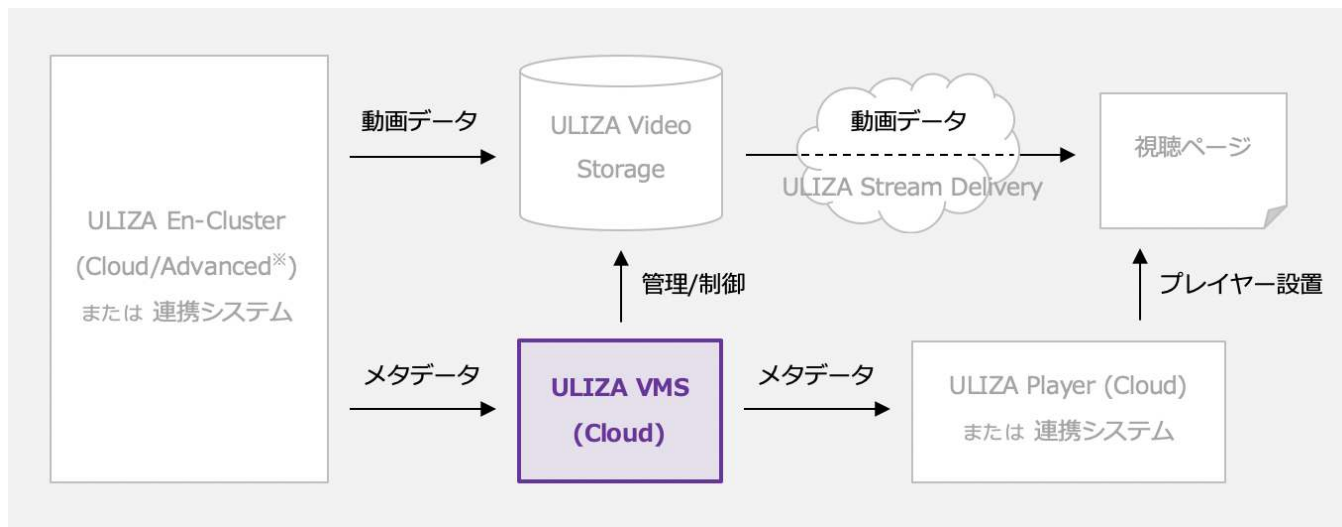 ULIZA En-Cluster
(Cloud/Advanced※)
または 連携システム
動画データ
メタデータ
ULIZA Video
Storage
管理/制御
ULIZA VMS
(Cloud)
動画データ
ULIZA Stream Delivery
メタデータ
視聴ページ
プレイヤー設置
ULIZA Player (Cloud)
または 連携システム